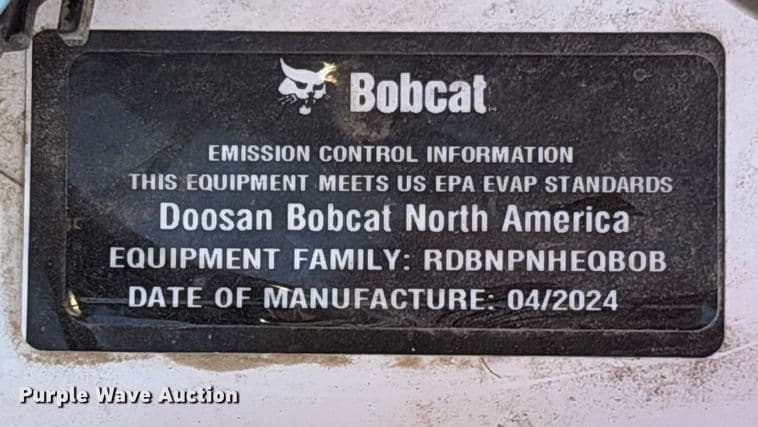 Bobcat
EMISSION CONTROL INFORMATION
THIS EQUIPMENT MEETS US EPA EVAP STANDARDS
Doosan Bobcat North America
EQUIPMENT FAMILY: RDBNPNHEQBOB
DATE OF MANUFACTURE: 04/2024
Purple Wave Auction